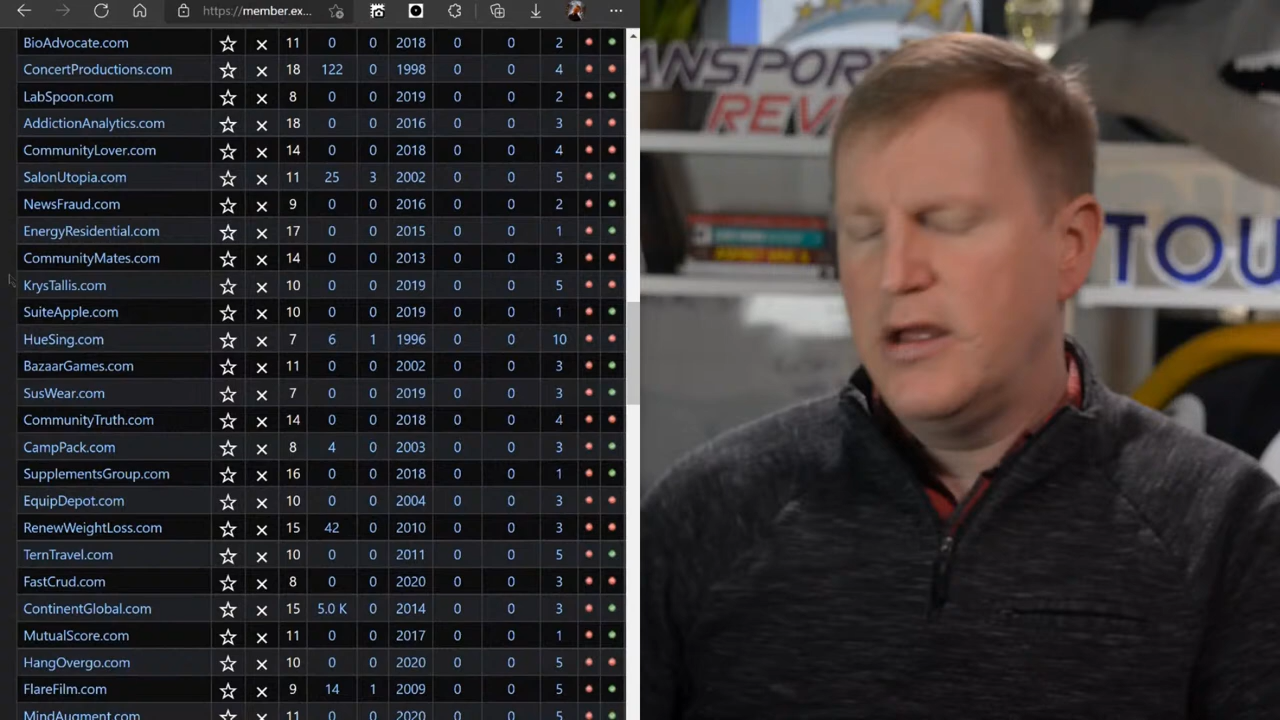 https://member.ex...
BioAdvocate.com 11 0 0 2018 0 0 2
ConcertProductions.com 18 122 0 1998 0 0 4
LabSpoon.com 8 0 0 2019 0 0 2
AddictionAnalytics.com 18 0 0 2016 0 0 3
CommunityLover.com 14 0 0 2018 0 0 4
SalonUtopia.com 11 25 3 2002 0 0 5
NewsFraud.com 9 0 0 2016 0 0 2
EnergyResidential.com 17 0 0 2015 0 0 1
CommunityMates.com 14 0 0 2013 0 0 3
KrysTallis.com 10 0 0 2019 0 0 5
SuiteApple.com 10 0 0 2019 0 0 1
HueSing.com 7 6 1 1996 0 0 10
BazaarGames.com 11 0 0 2002 0 0 3
SusWear.com 7 0 0 2019 0 0 3
CommunityTruth.com 14 0 0 2018 0 0 4
CampPack.com 8 4 0 2003 0 0 3
SupplementsGroup.com 16 0 0 2018 0 0 1
EquipDepot.com 10 0 0 2004 0 0 3
RenewWeightLoss.com 15 42 0 2010 0 0 3
TernTravel.com 10 0 0 2011 0 0 5
FastCrud.com 8 0 0 2020 0 0 3
ContinentGlobal.com 15 5.0 K 0 2014 0 0 3
MutualScore.com 11 0 0 2017 0 0 1
HangOvergo.com 10 0 0 2020 0 0 5
FlareFilm.com 9 14 1 2009 0 0 5
MindAugment.com 11 0 0 2020 0 0 5
ANSPOR
REV
TOU